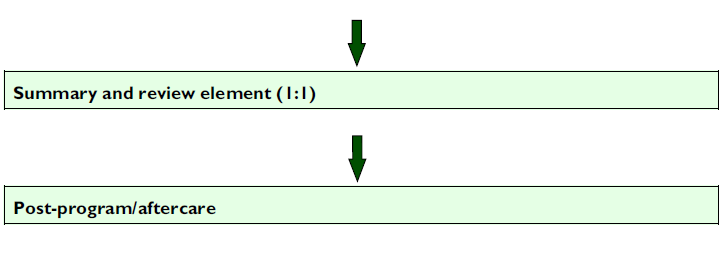 Summary and review element (1:1)
Post-program/aftercare